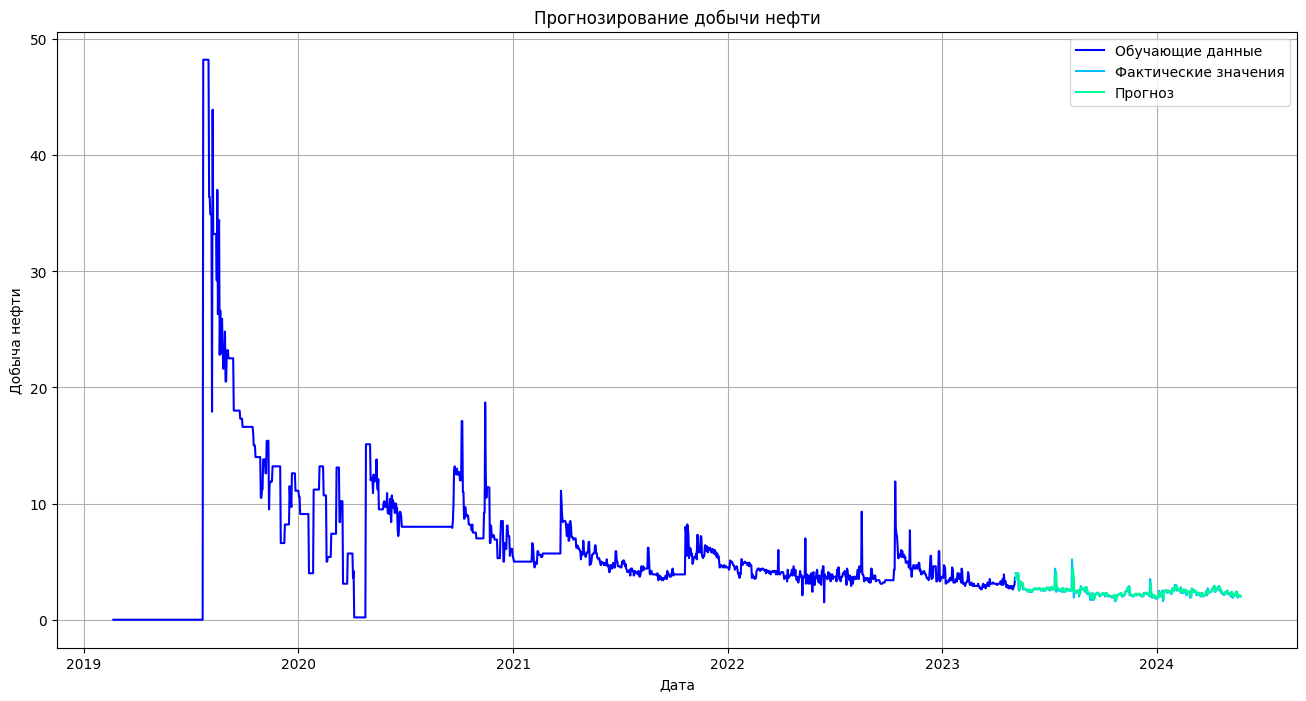 Прогнозирование добычи нефти
Обучающие данные
Фактические значения
Прогноз
Добыча нефти
50
40
30
20
10
0
2019
2020
2021
2022
2023
2024
Дата